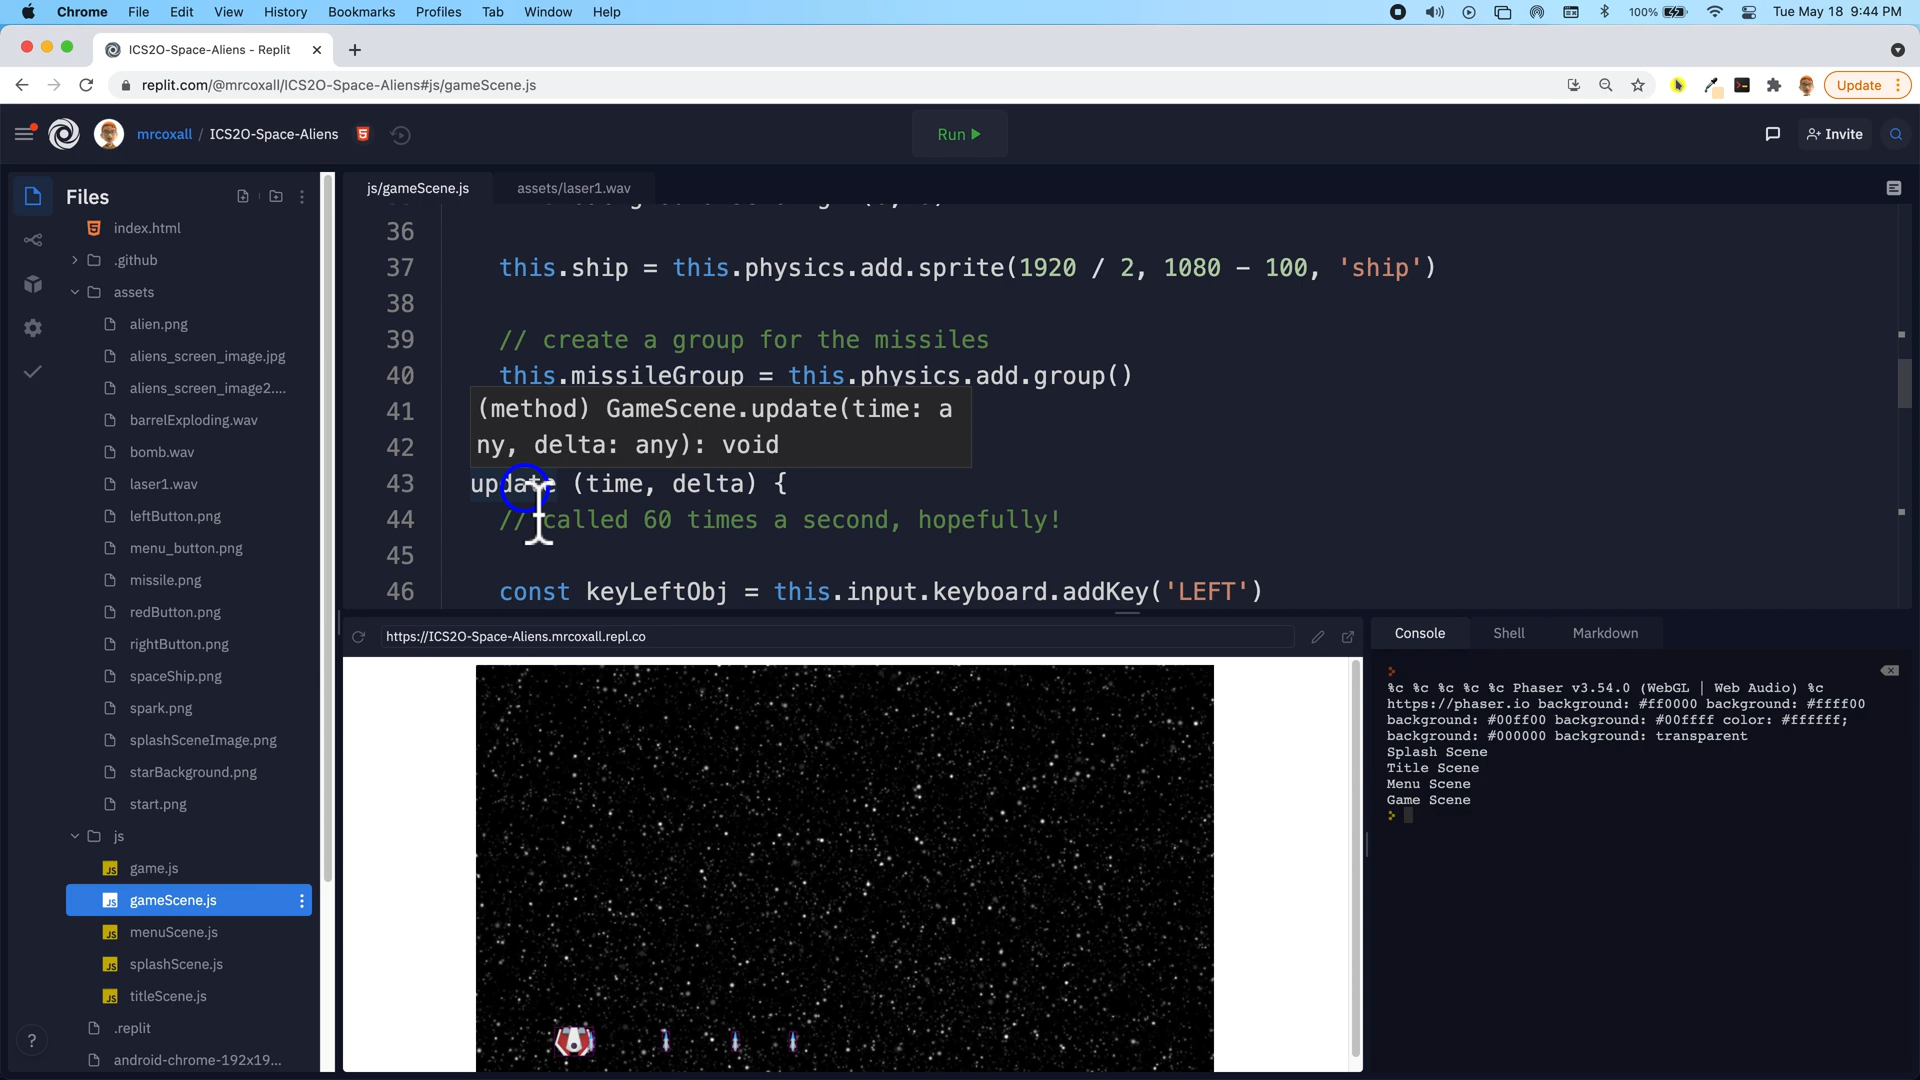 Chrome File Edit View History Bookmarks Profiles Tab Window Help 100% Tue May 18 9:44 PM
ICS2O-Space-Aliens - Replit
replit.com/@mrcoxall/ICS2O-Space-Aliens#js/gameScene.js
Update
mrcoxall / ICS2O-Space-Aliens
Run
Invite
Files
index.html
.github
assets
alien.png
aliens_screen_image.jpg
aliens_screen_image2....
barrelExploding.wav
bomb.wav
laser1.wav
leftButton.png
menu_button.png
missile.png
redButton.png
rightButton.png
spaceShip.png
spark.png
splashSceneImage.png
starBackground.png
start.png
js
JS game.js
JS gameScene.js
JS menuScene.js
JS splashScene.js
JS titleScene.js
.replit
android-chrome-192x19...
?
js/gameScene.js
assets/laser1.wav
36
37 this.ship = this.physics.add.sprite(1920 / 2, 1080 - 100, 'ship')
38
39 // create a group for the missiles
40 this.missileGroup = this.physics.add.group()
41
42
(method) GameScene.update(time: a
ny, delta: any): void
43 update (time, delta) {
44 // called 60 times a second, hopefully!
45
46 const keyLeftObj = this.input.keyboard.addKey('LEFT')
https://ICS2O-Space-Aliens.mrcoxall.repl.co
Console Shell Markdown
%c %c %c %c %c Phaser v3.54.0 (WebGL | Web Audio) %c
https://phaser.io background: #ff0000 background: #ffff00
background: #00ff00 background: #00ffff color: #ffffff;
background: #000000 background: transparent
Splash Scene
Title Scene
Menu Scene
Game Scene